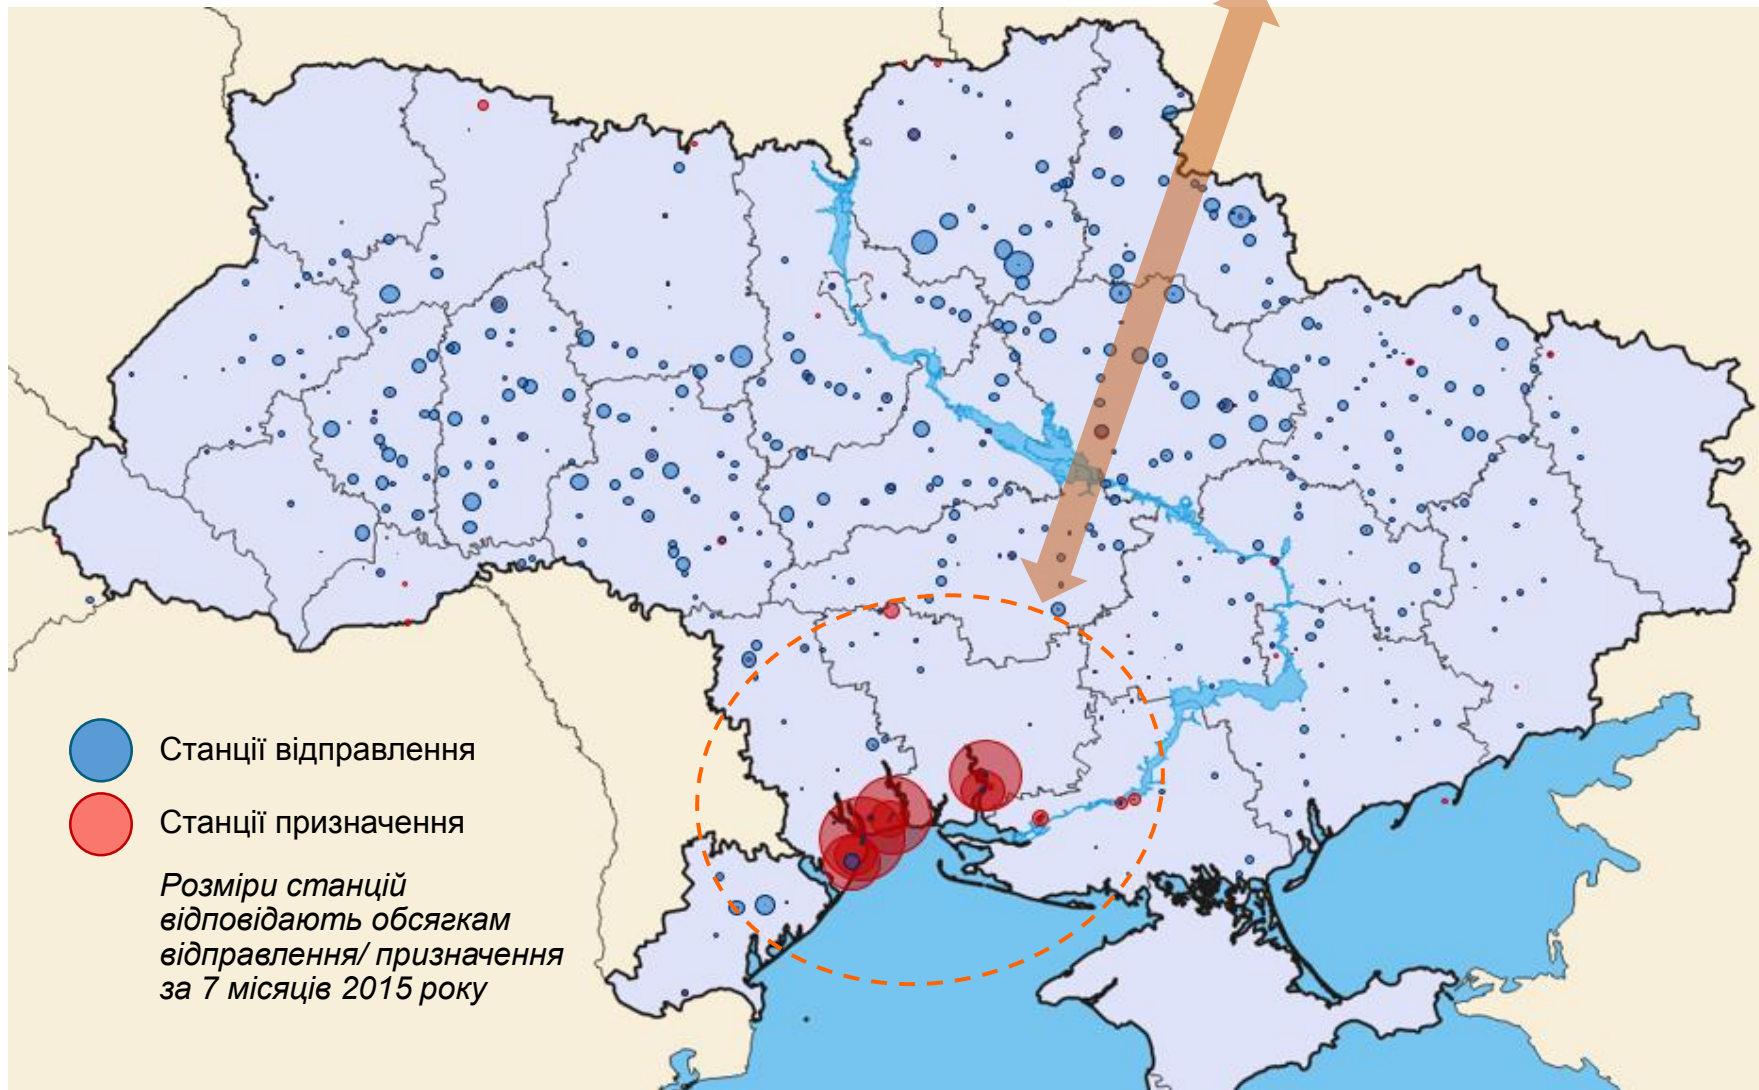 Станції відправлення
Станції призначення
Розміри станцій
відповідають обсягкам
відправлення/ призначення
за 7 місяців 2015 року